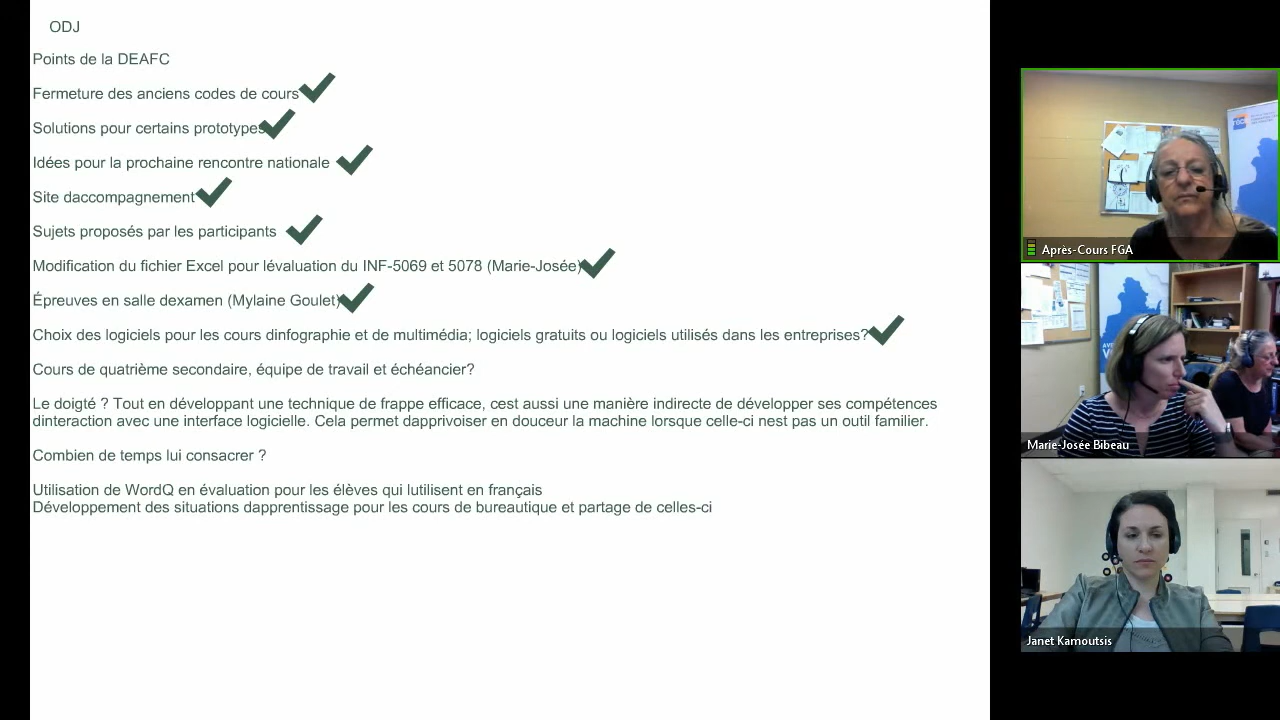 ODJ
Points de la DEAFC
Fermeture des anciens codes de cours
Solutions pour certains prototypes
Idées pour la prochaine rencontre nationale
Site daccompagnement
Sujets proposés par les participants
Modification du fichier Excel pour lévaluation du INF-5069 et 5078 (Marie-Josée)
Épreuves en salle dexamen (Mylaine Goulet)
Choix des logiciels pour les cours dinfographie et de multimédia; logiciels gratuits ou logiciels utilisés dans les entreprises?
Cours de quatrième secondaire, équipe de travail et échéancier?
Le doigté ? Tout en développant une technique de frappe efficace, cest aussi une manière indirecte de développer ses compétences
dinteraction avec une interface logicielle. Cela permet dapprivoiser en douceur la machine lorsque celle-ci nest pas un outil familier.
Combien de temps lui consacrer ?
Utilisation de WordQ en évaluation pour les élèves qui lutilisent en français
Développement des situations dapprentissage pour les cours de bureautique et partage de celles-ci
Après-Cours FGA
Marie-Josée Bibeau
Janet Kamoutsis